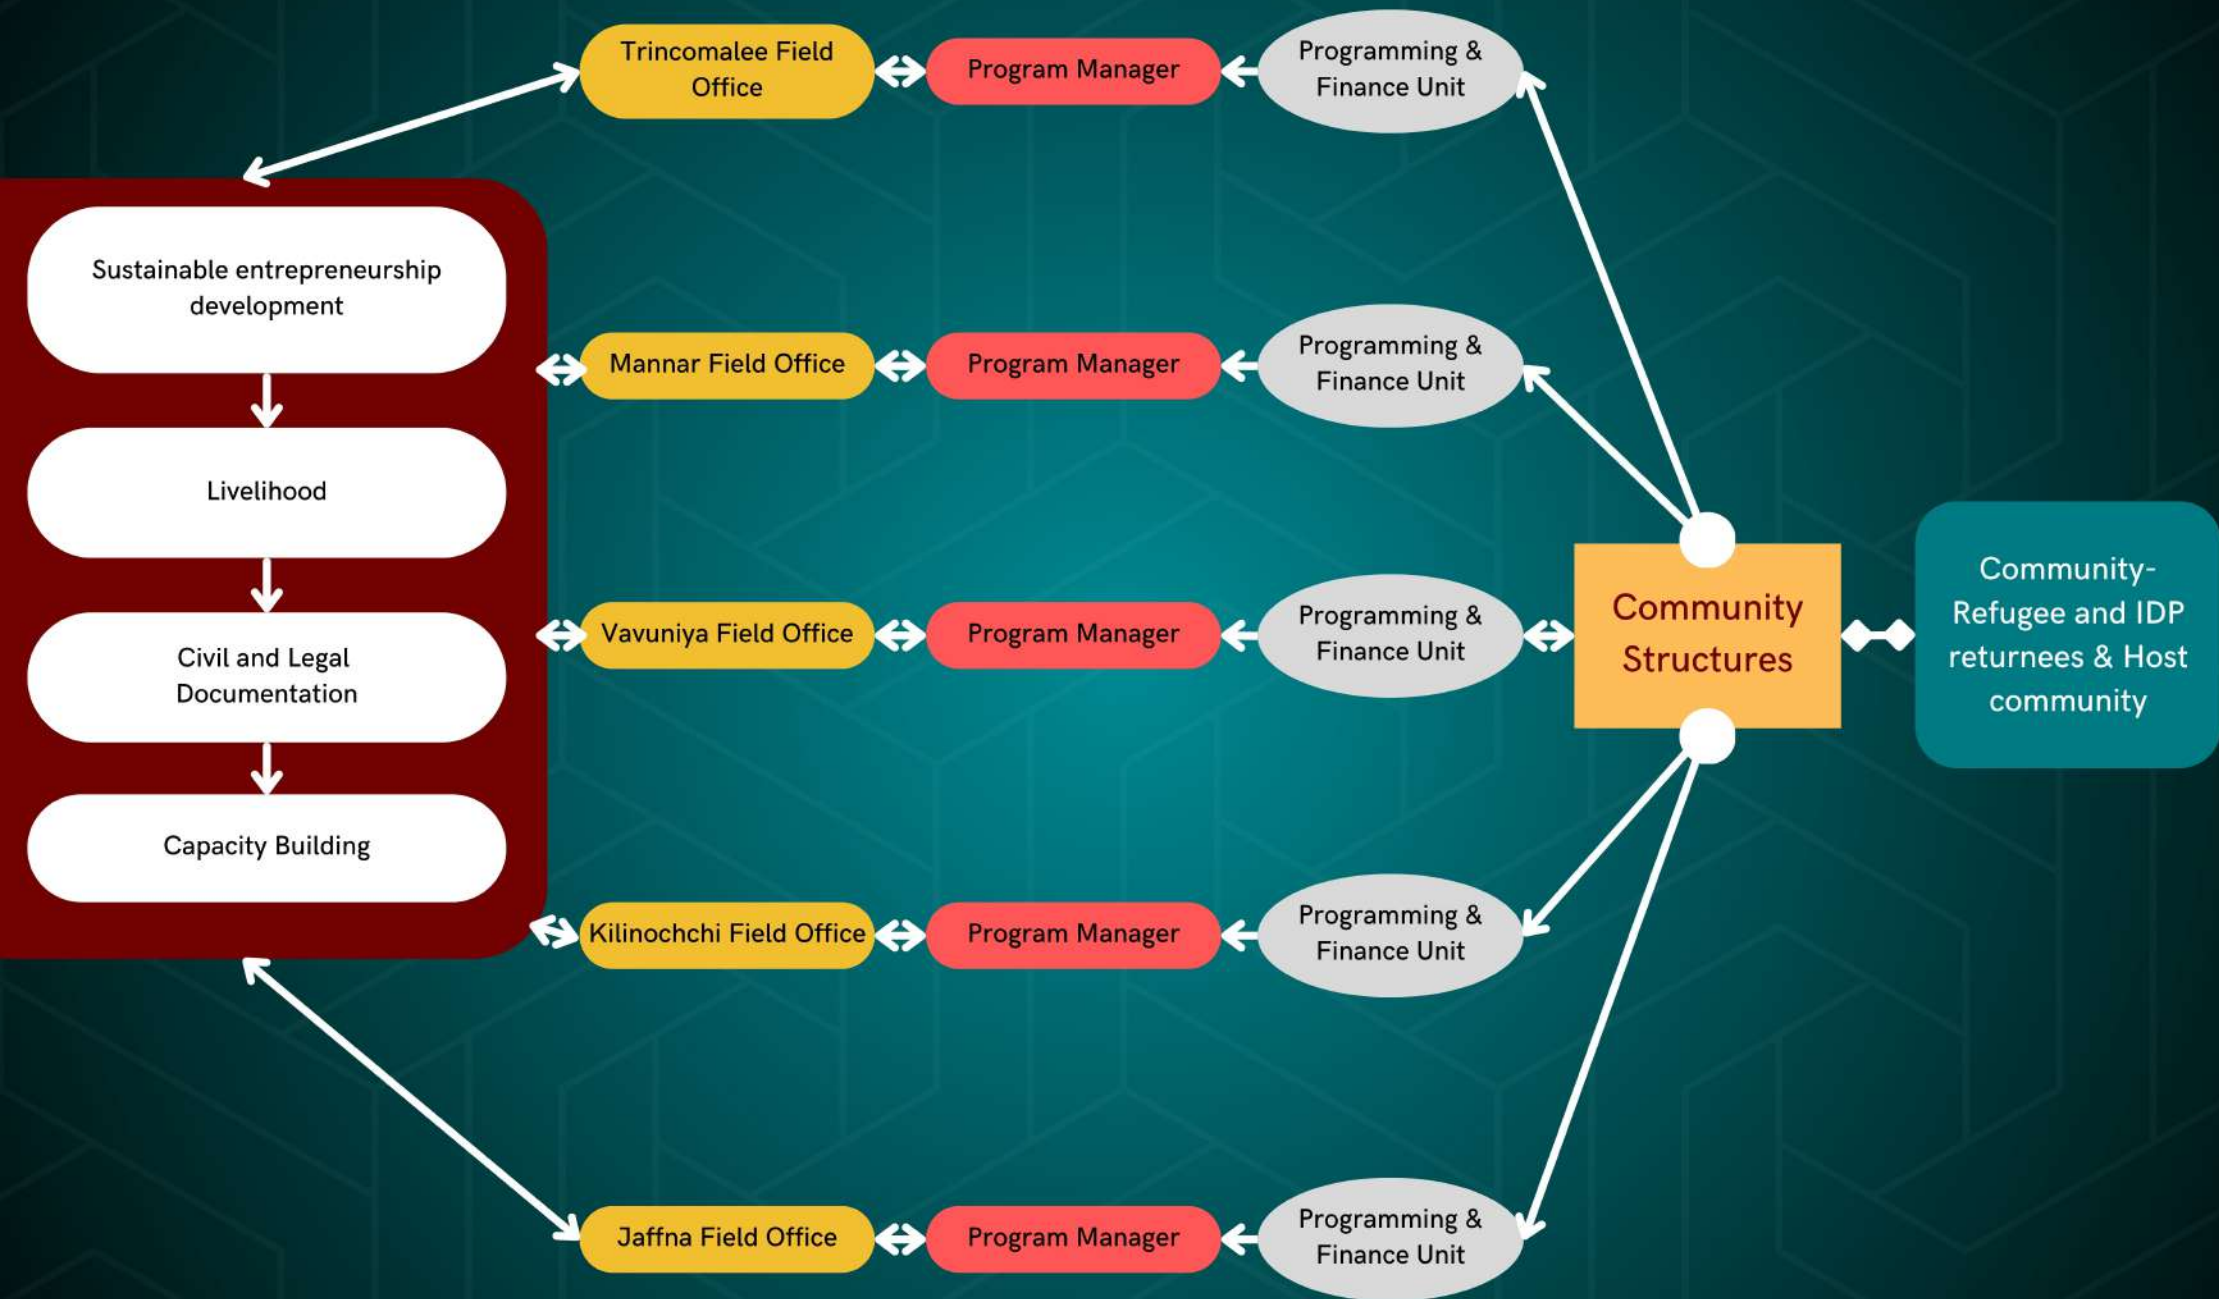 Trincomalee Field
Office
Program Manager
Programming &
Finance Unit
Sustainable entrepreneurship
development
Livelihood
Civil and Legal
Documentation
Capacity Building
Mannar Field Office
Program Manager
Programming &
Finance Unit
Vavuniya Field Office
Program Manager
Programming &
Finance Unit
Kilinochchi Field Office
Program Manager
Programming &
Finance Unit
Jaffna Field Office
Program Manager
Programming &
Finance Unit
Community
Structures
Community-
Refugee and IDP
returnees & Host
community